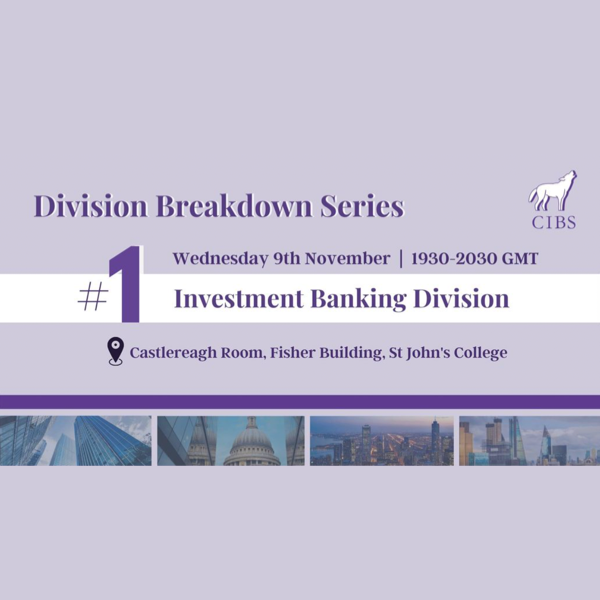 Division Breakdown Series
CIBS
Wednesday 9th November | 1930-2030 GMT
#1 Investment Banking Division
Castlereagh Room, Fisher Building, St John's College